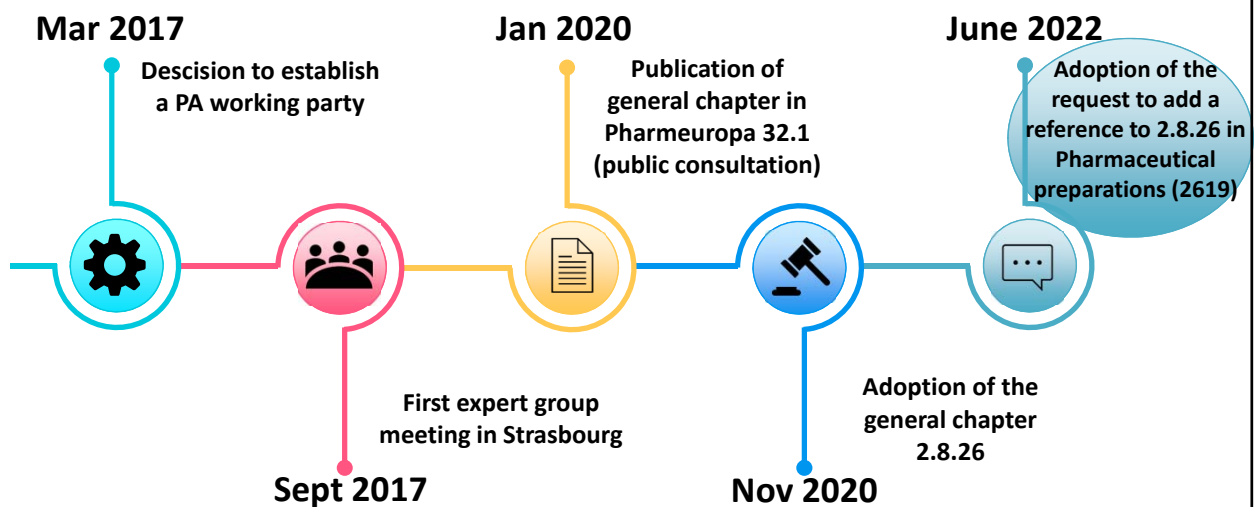 Mar 2017
Descision to establish
a PA working party
Sept 2017
First expert group
meeting in Strasbourg
Jan 2020
Publication of
general chapter in
Pharmeuropa 32.1
(public consultation)
Nov 2020
Adoption of the
general chapter
2.8.26
June 2022
Adoption of the
request to add a
reference to 2.8.26 in
Pharmaceutical
preparations (2619)